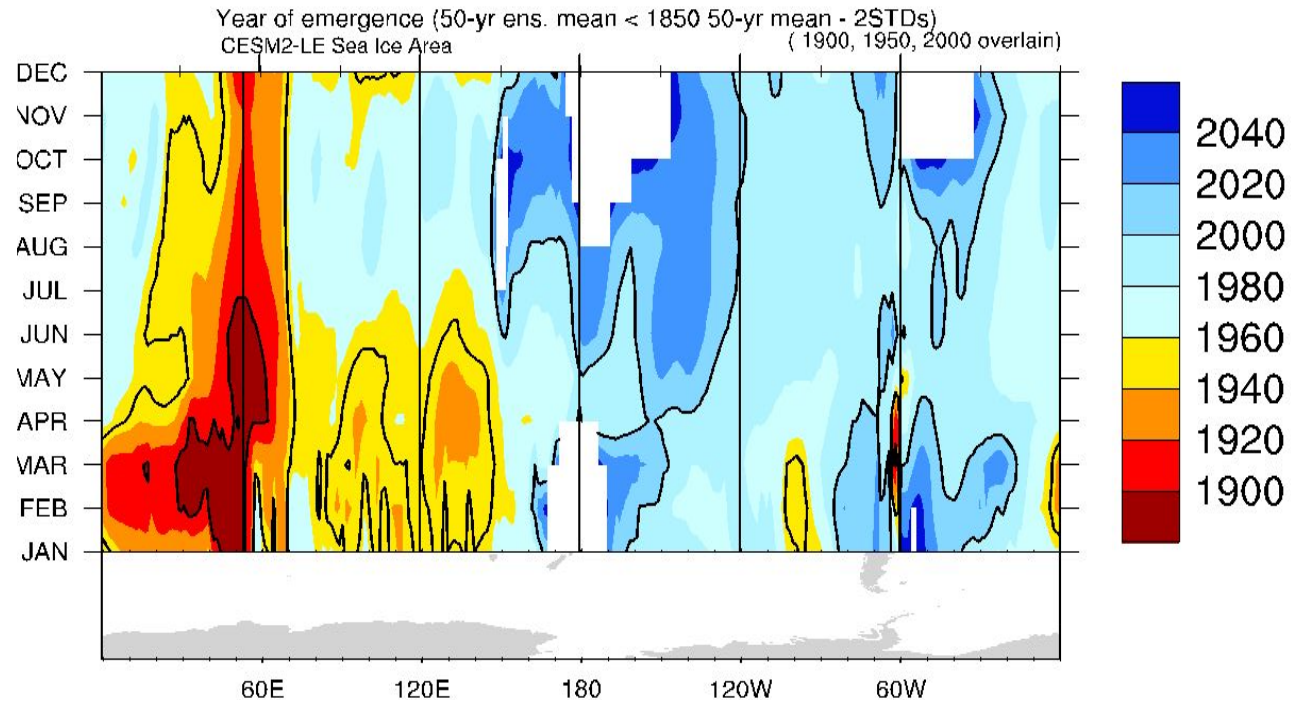 Year of emergence (50-yr ens. mean < 1850 50-yr mean - 2STDs)
CESM2-LE Sea Ice Area
( 1900, 1950, 2000 overlain)
DEC
NOV
OCT
SEP
AUG
JUL
JUN
MAY
APR
MAR
FEB
JAN
2040
2020
2000
1980
1960
1940
1920
1900
60E
120E
180
120W
60W